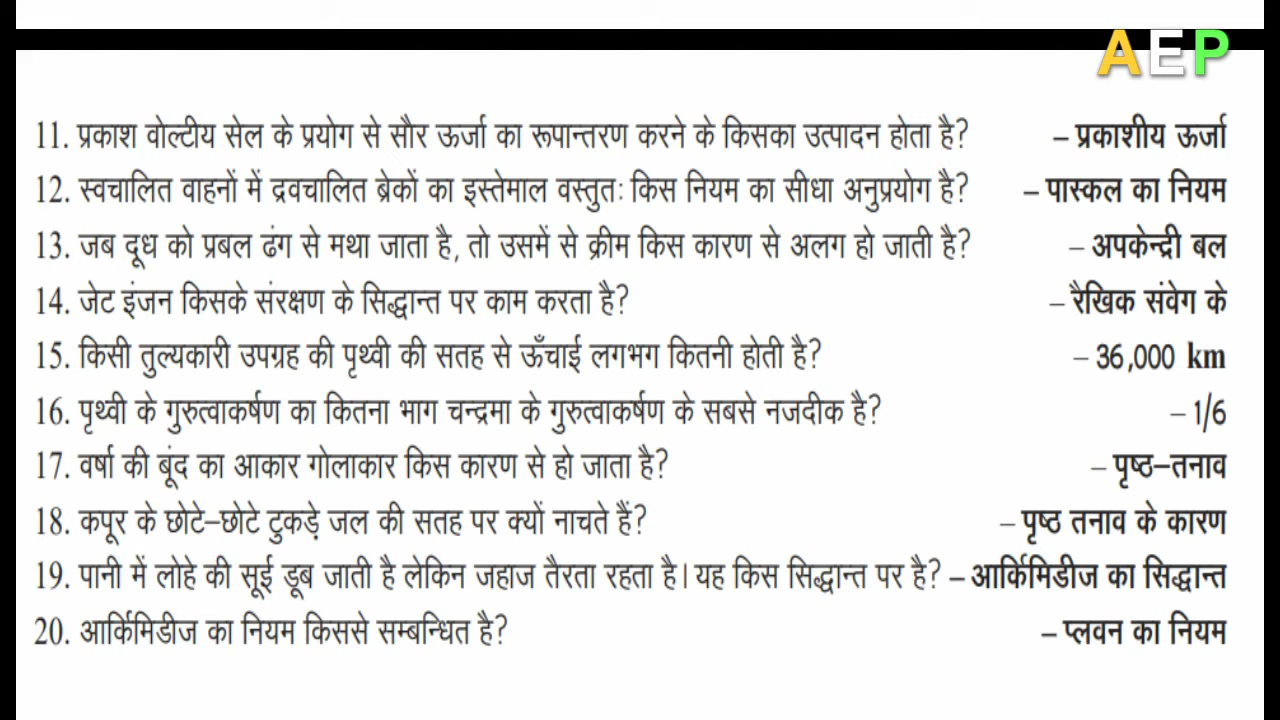 AEP
11. प्रकाश वोल्टीय सेल के प्रयोग से सौर ऊर्जा का रूपान्तरण करने के किसका उत्पादन होता है? – प्रकाशीय ऊर्जा
12. स्वचालित वाहनों में द्रवचालित ब्रेकों का इस्तेमाल वस्तुतः किस नियम का सीधा अनुप्रयोग है? – पास्कल का नियम
13. जब दूध को प्रबल ढंग से मथा जाता है, तो उसमें से क्रीम किस कारण से अलग हो जाती है? – अपकेन्द्री बल
14. जेट इंजन किसके संरक्षण के सिद्धान्त पर काम करता है? – रैखिक संवेग के
15. किसी तुल्यकारी उपग्रह की पृथ्वी की सतह से ऊँचाई लगभग कितनी होती है? – 36,000 km
16. पृथ्वी के गुरुत्वाकर्षण का कितना भाग चन्द्रमा के गुरुत्वाकर्षण के सबसे नजदीक है? – 1/6
17. वर्षा की बूंद का आकार गोलाकार किस कारण से हो जाता है? – पृष्ठ–तनाव
18. कपूर के छोटे–छोटे टुकड़े जल की सतह पर क्यों नाचते हैं? – पृष्ठ तनाव के कारण
19. पानी में लोहे की सूई डूब जाती है लेकिन जहाज तैरता रहता है। यह किस सिद्धान्त पर है? – आर्किमिडीज का सिद्धान्त
20. आर्किमिडीज का नियम किससे सम्बन्धित है? – प्लवन का नियम